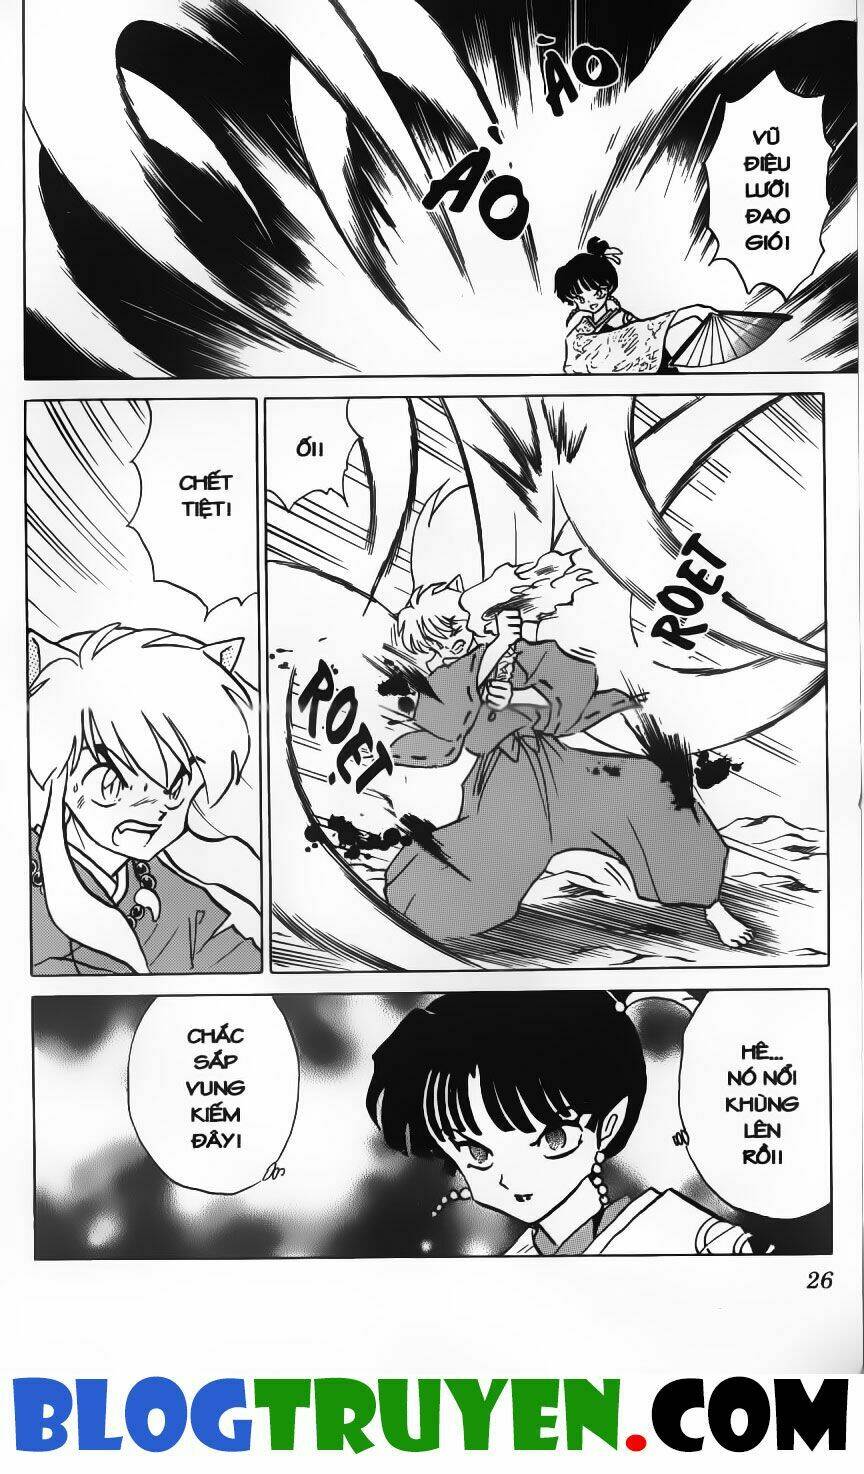 VŨ
ĐIỆU
LƯỠI
ĐAO
GIÓ!
ÀO
ÀO
ỐI!
CHẾT
TIỆT!
ROẸT
ROẸT
HÊ...
NÓ NỔI
KHÙNG
LÊN
RỒI!
CHẮC
SẮP
VUNG
KIẾM
ĐÂY!
26
BLOGTRUYEN.COM